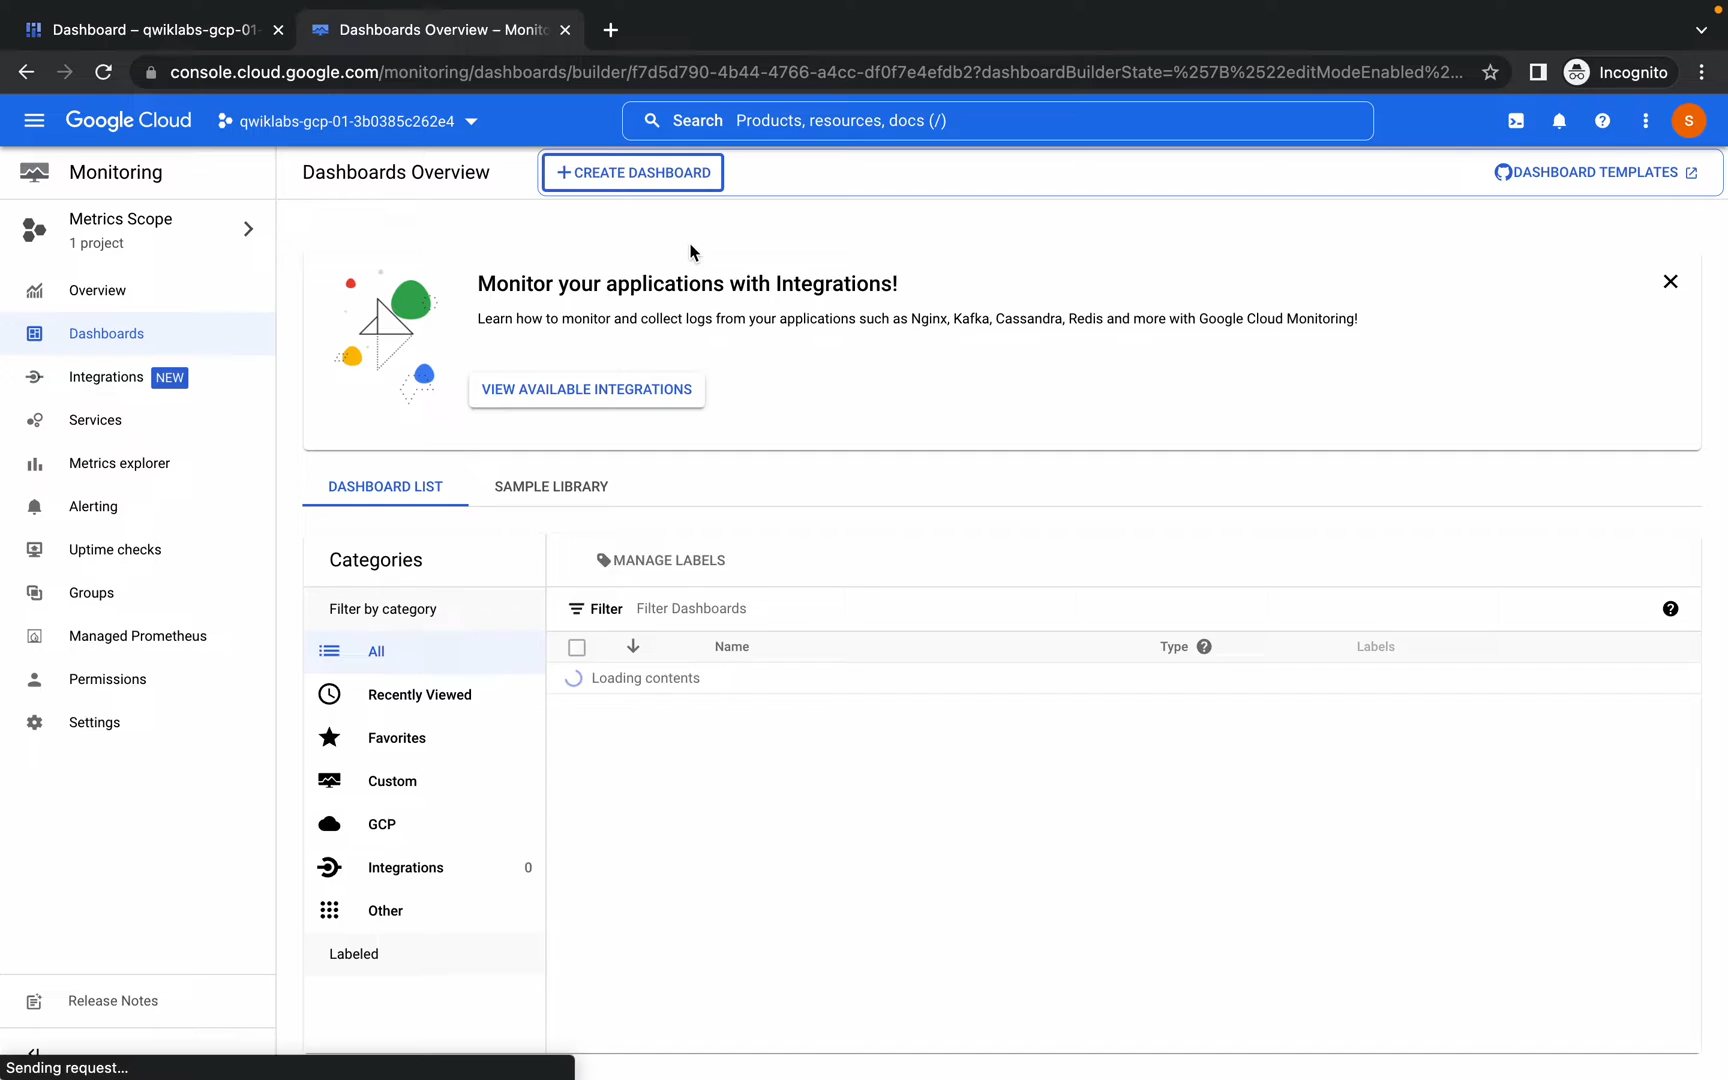 Dashboard – qwiklabs-gcp-01-
Dashboards Overview – Monito
console.cloud.google.com/monitoring/dashboards/builder/f7d5d790-4b44-4766-a4cc-df0f7e4efdb2?dashboardBuilderState=%257B%2522editModeEnabled%2...
Incognito
Google Cloud
qwiklabs-gcp-01-3b0385c262e4
Search Products, resources, docs (/)
S
Monitoring
Dashboards Overview
CREATE DASHBOARD
DASHBOARD TEMPLATES
Metrics Scope
1 project
Overview
Dashboards
Integrations NEW
Services
Metrics explorer
Alerting
Uptime checks
Groups
Managed Prometheus
Permissions
Settings
Release Notes
Monitor your applications with Integrations!
Learn how to monitor and collect logs from your applications such as Nginx, Kafka, Cassandra, Redis and more with Google Cloud Monitoring!
VIEW AVAILABLE INTEGRATIONS
DASHBOARD LIST
SAMPLE LIBRARY
Categories
Filter by category
All
Recently Viewed
Favorites
Custom
GCP
Integrations 0
Other
Labeled
MANAGE LABELS
Filter Filter Dashboards
Name
Type
Labels
Loading contents
Sending request...